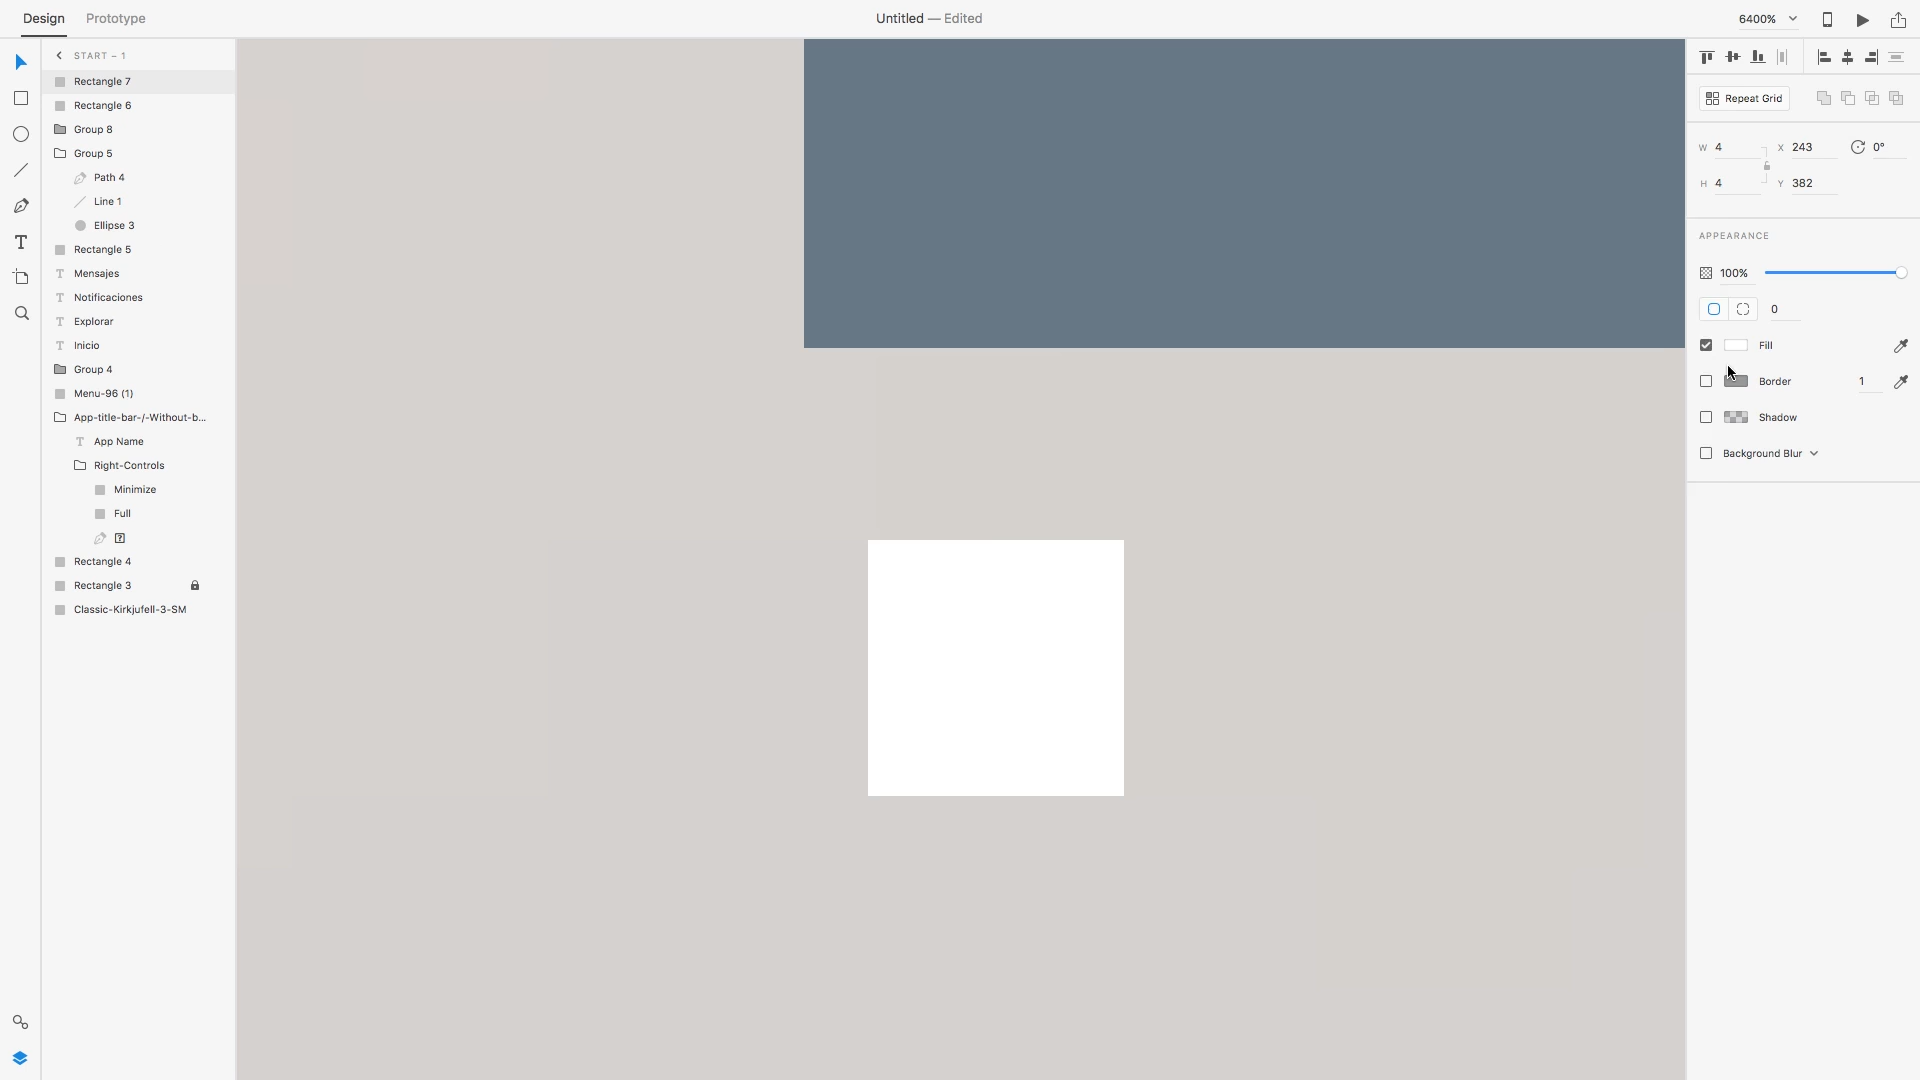 Design Prototype Untitled — Edited 6400%
START – 1
Rectangle 7
Rectangle 6
Group 8
Group 5
Path 4
Line 1
Ellipse 3
Rectangle 5
Mensajes
Notificaciones
Explorar
Inicio
Group 4
Menu-96 (1)
App-title-bar-/-Without-b...
App Name
Right-Controls
Minimize
Full
Rectangle 4
Rectangle 3
Classic-Kirkjufell-3-SM
Repeat Grid
W 4 X 243 0°
H 4 Y 382
APPEARANCE
100%
0
Fill
Border 1
Shadow
Background Blur